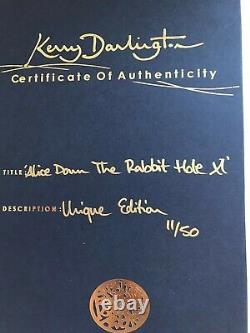 Kerry Darlington
Certificate Of Authenticity
TITLE: 'Alice Down The Rabbit Hole XI'
DESCRIPTION: Unique Edition
11/50